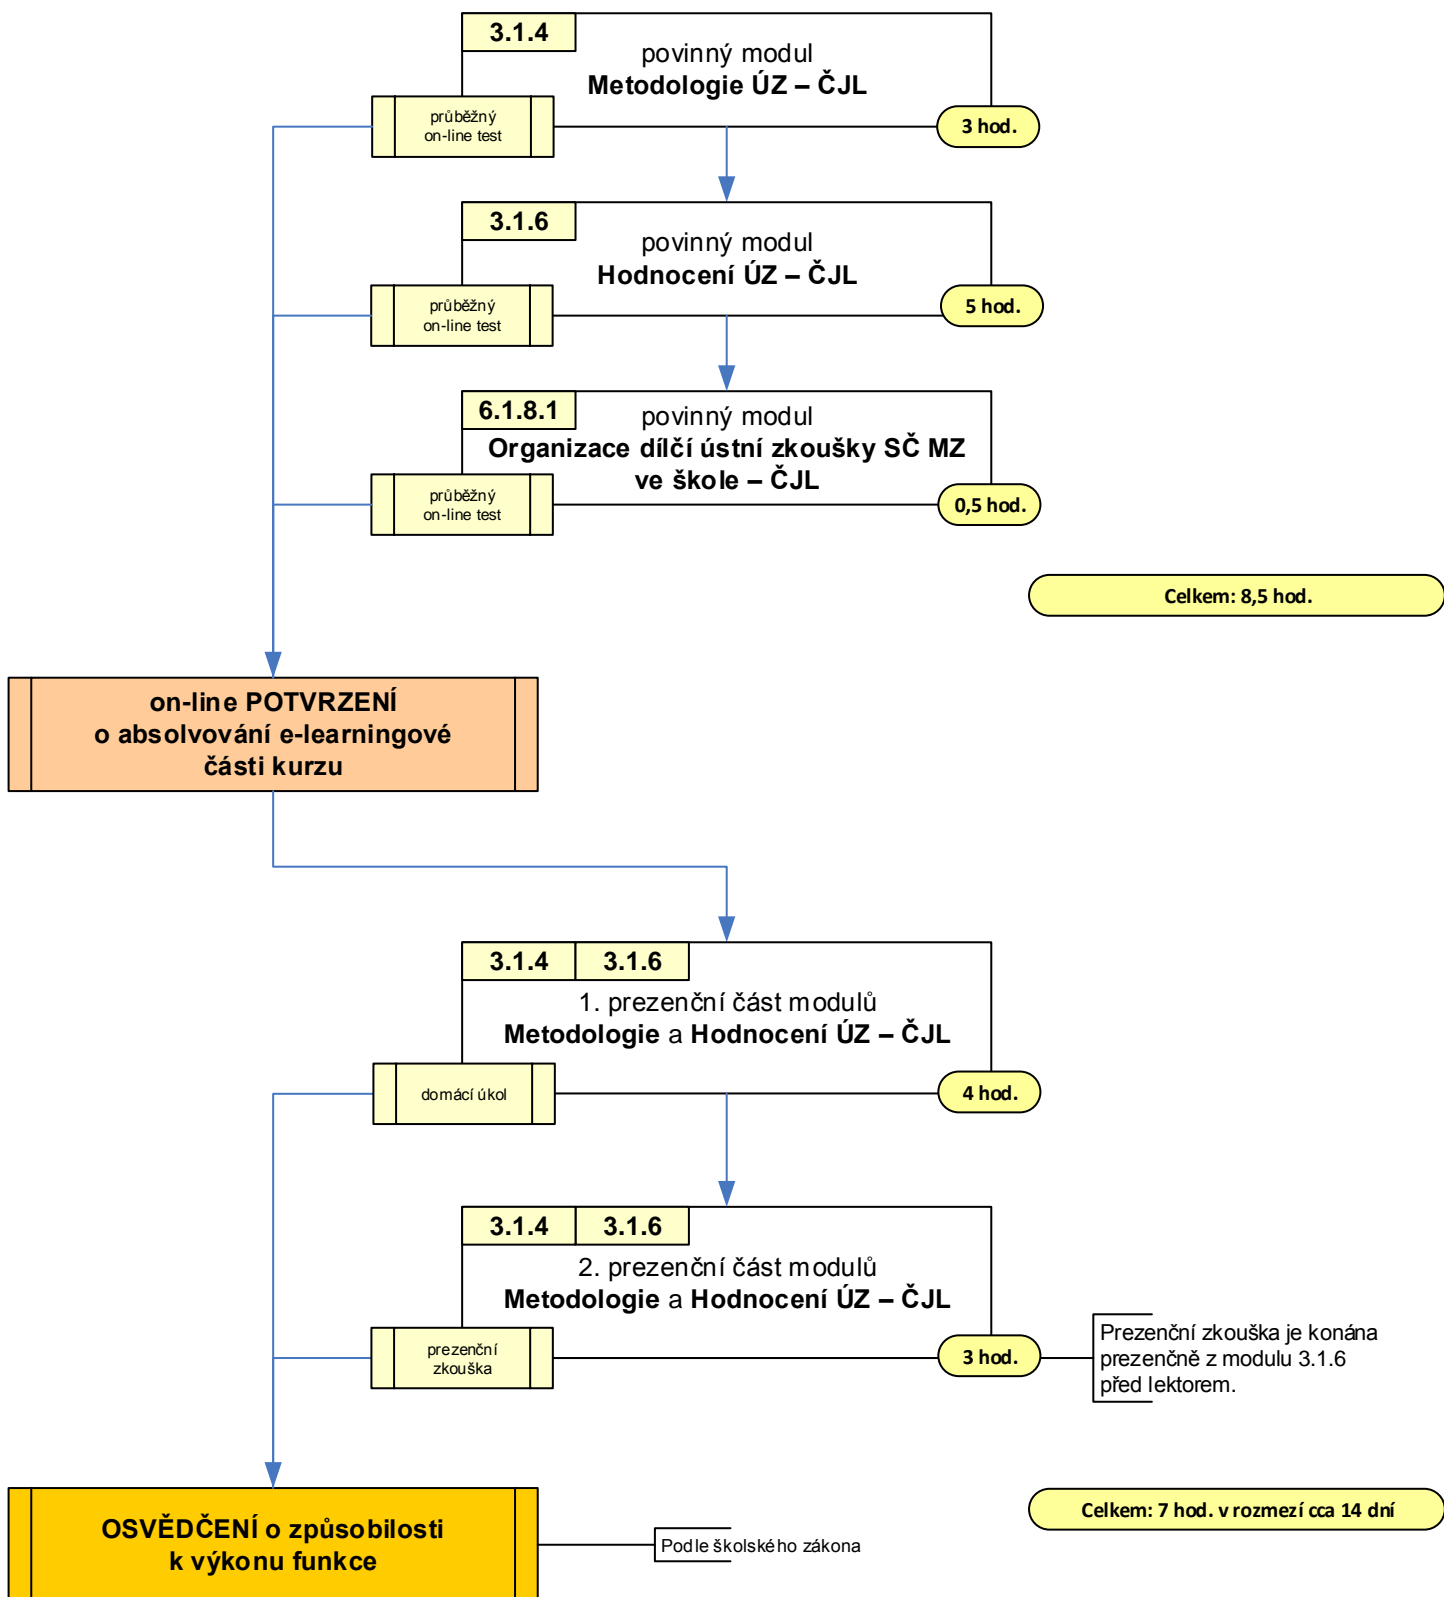 3.1.4
povinný modul
Metodologie ÚZ – ČJL
průběžný
on-line test
3 hod.
3.1.6
povinný modul
Hodnocení ÚZ – ČJL
průběžný
on-line test
5 hod.
6.1.8.1
povinný modul
Organizace dílčí ústní zkoušky SČ MZ
ve škole – ČJL
průběžný
on-line test
0,5 hod.
Celkem: 8,5 hod.
on-line POTVRZENÍ
o absolvování e-learningové
části kurzu
3.1.4 3.1.6
1. prezenční část modulů
Metodologie a Hodnocení ÚZ – ČJL
domácí úkol
4 hod.
3.1.4 3.1.6
2. prezenční část modulů
Metodologie a Hodnocení ÚZ – ČJL
prezenční
zkouška
3 hod.
Prezenční zkouška je konána
prezenčně z modulu 3.1.6
před lektorem.
Celkem: 7 hod. v rozmezí cca 14 dní
OSVĚDČENÍ o způsobilosti
k výkonu funkce
Podle školského zákona